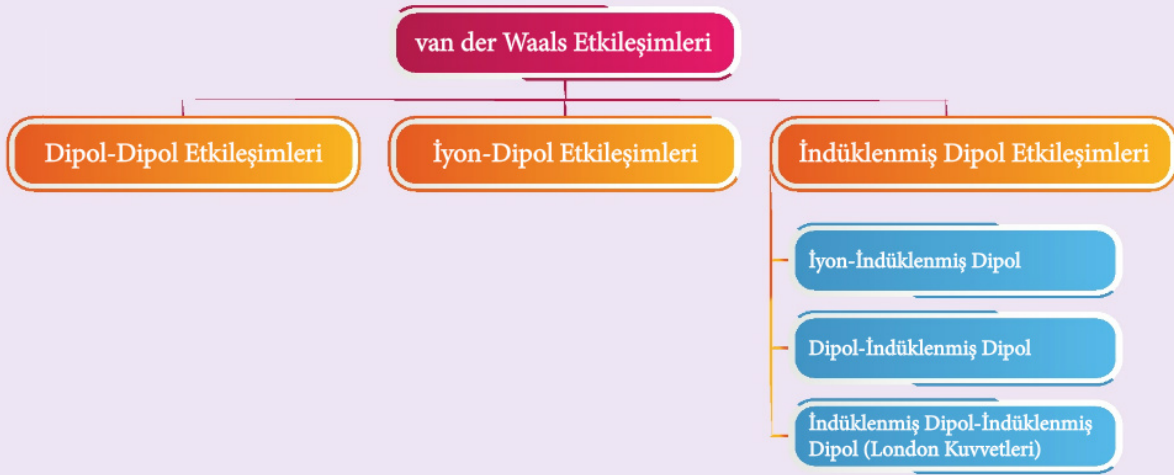 van der Waals Etkileşimleri
Dipol-Dipol Etkileşimleri
İyon-Dipol Etkileşimleri
İndüklenmiş Dipol Etkileşimleri
İyon-İndüklenmiş Dipol
Dipol-İndüklenmiş Dipol
İndüklenmiş Dipol-İndüklenmiş
Dipol (London Kuvvetleri)